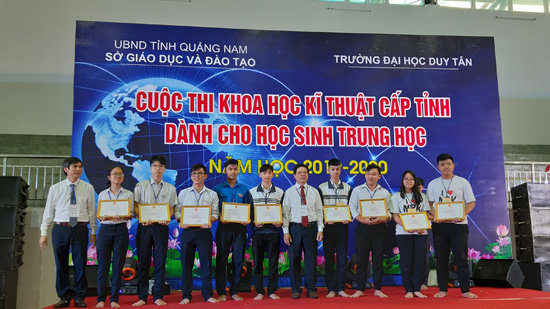 UBND TỈNH QUẢNG NAM
SỞ GIÁO DỤC VÀ ĐÀO TẠO
TRƯỜNG ĐẠI HỌC DUY TÂN
CUỘC THI KHOA HỌC KĨ THUẬT CẤP TỈNH
DÀNH CHO HỌC SINH TRUNG HỌC
NĂM HỌC